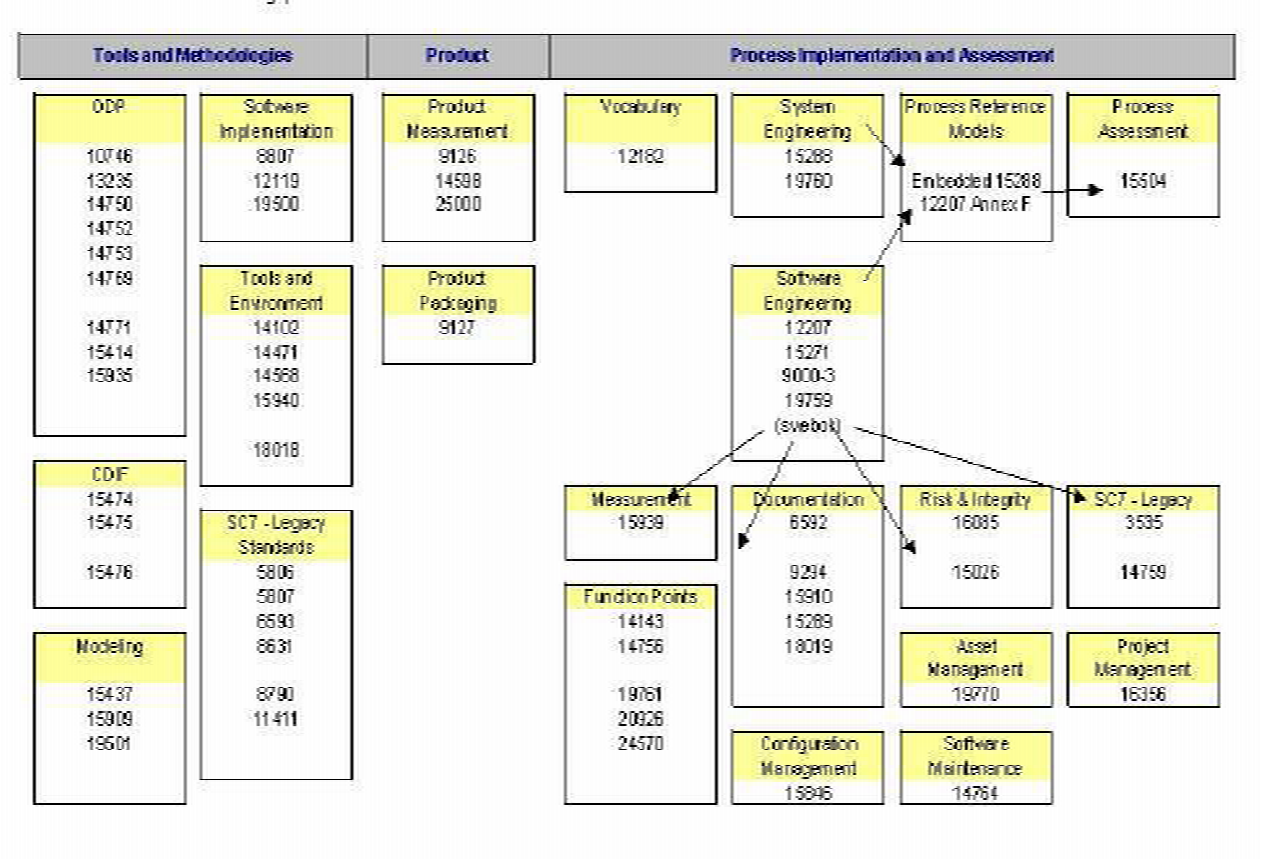 Tools and Methodologies
Product
Process Implementation and Assessment
ODP
10746
13235
14750
14752
14753
14769
14771
15414
15935
CDIF
15474
15475
15476
Modeling
15437
15909
19501
Software
Implementation
8807
12119
19500
Tools and
Environment
14102
14471
14568
15940
18018
SC7 - Legacy
Standards
5806
5807
6593
8631
8790
11411
Product
Measurement
9126
14598
25000
Product
Packaging
9127
Vocabulary
12182
System
Engineering
15288
19760
Process Reference
Models
Embedded 15288
12207 Annex F
Process
Assessment
15504
Software
Engineering
12207
15271
9000-3
19759
(swebok)
Measurement
15939
Function Points
14143
14756
19761
20926
24570
Documentation
6592
9294
15910
15289
18019
Configuration
Management
15846
Risk & Integrity
16085
15026
Asset
Management
19770
Software
Maintenance
14764
SC7 - Legacy
3535
14759
Project
Management
16356